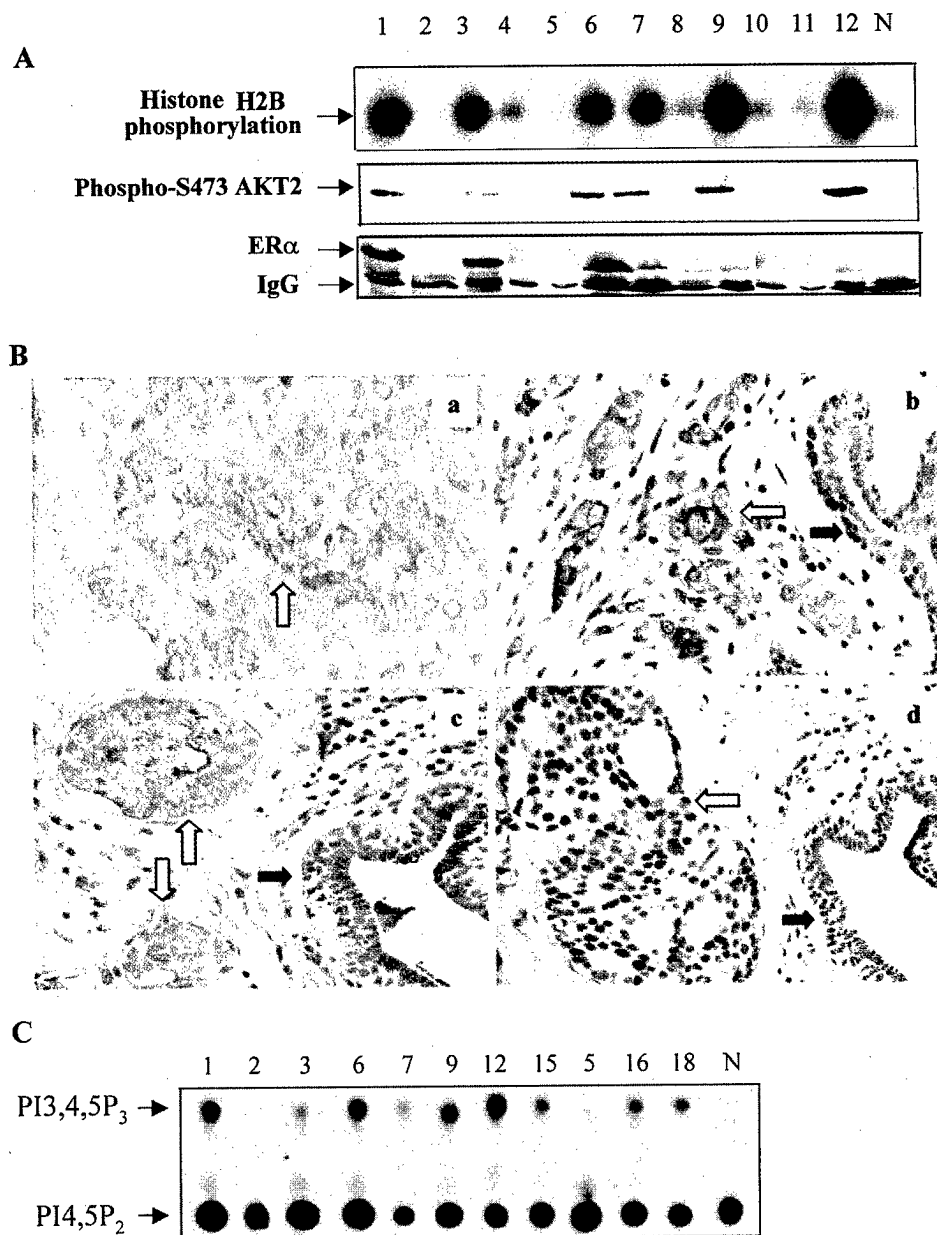 1 2 3 4 5 6 7 8 9 10 11 12 N
A
Histone H2B
phosphorylation
Phospho-S473 AKT2
ERα
IgG
B
a
b
c
d
C
1 2 3 6 7 9 12 15 5 16 18 N
PI3,4,5P3
PI4,5P2